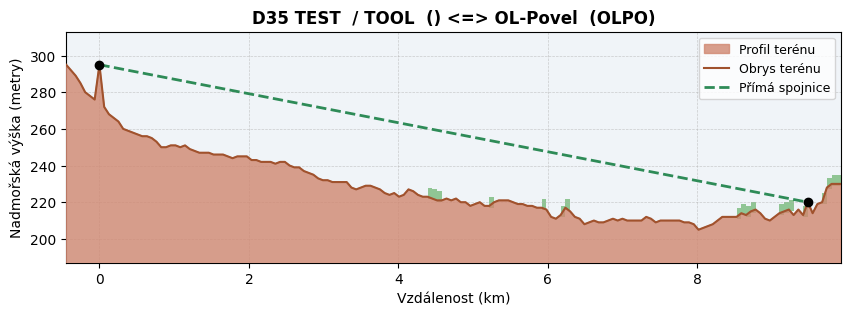 D35 TEST  / TOOL  () <=> OL-Povel  (OLPO)
Profil terénu
Obrys terénu
Přímá spojnice
Nadmořská výška (metry)
300
280
260
240
220
200
0
2
4
6
8
Vzdálenost (km)